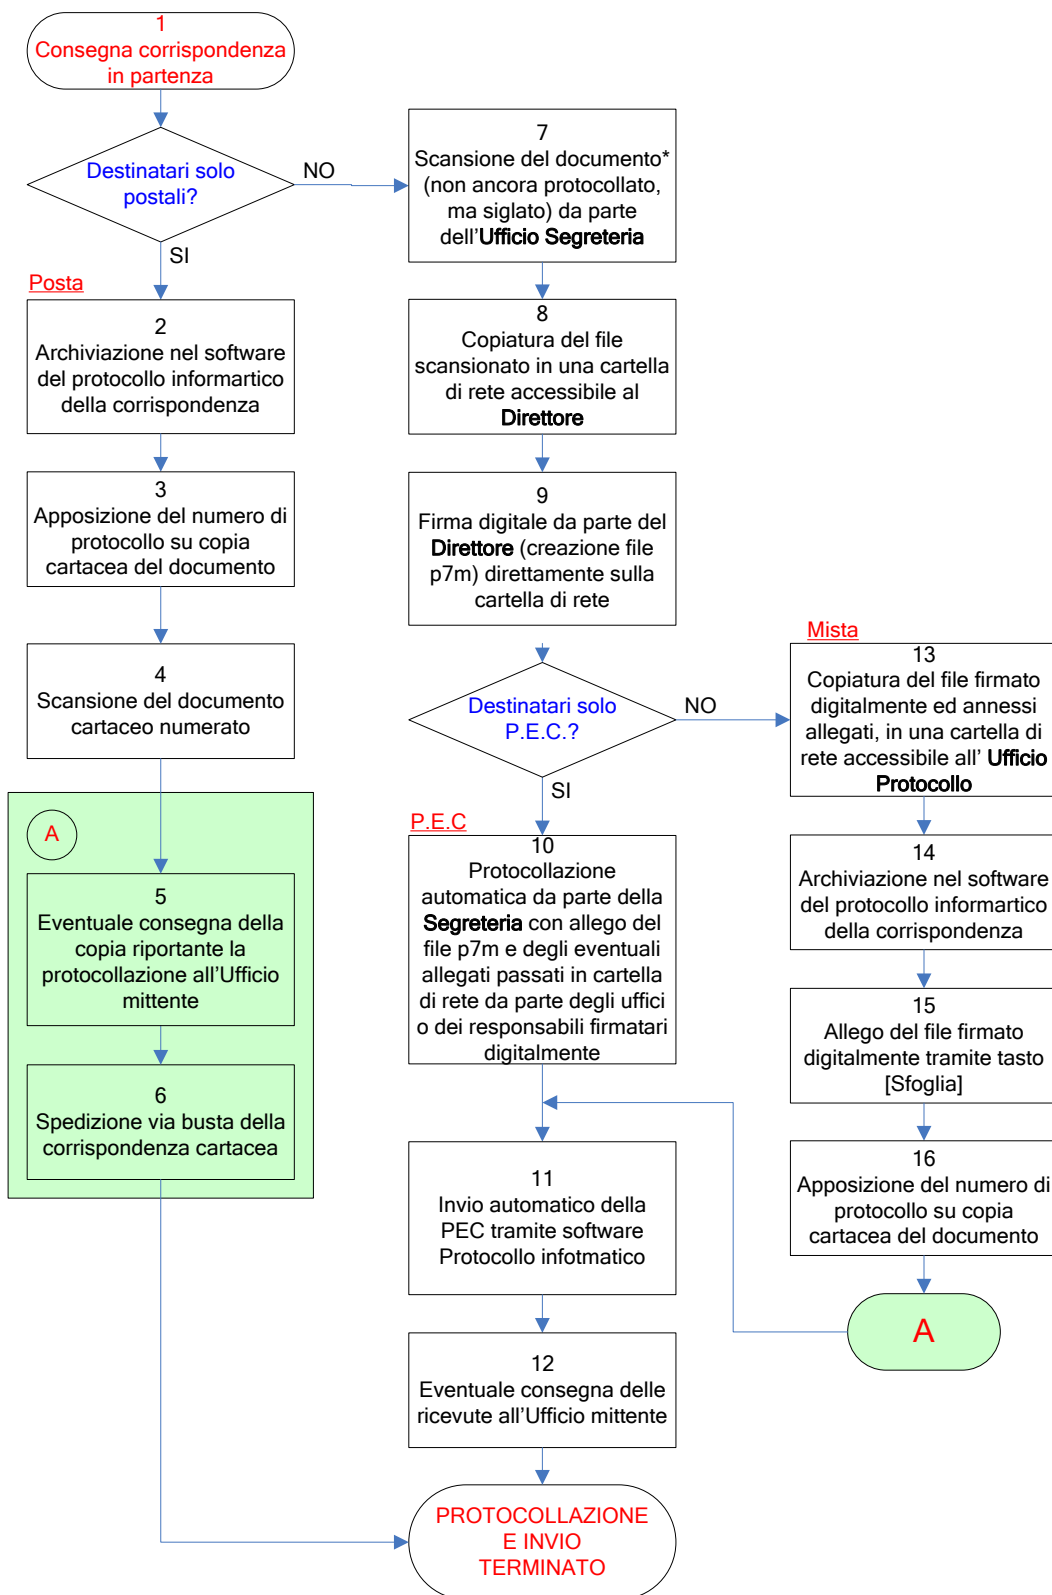 1
Consegna corrispondenza
in partenza
Destinatari solo
postali?
NO
SI
Posta
2
Archiviazione nel software
del protocollo informartico
della corrispondenza
3
Apposizione del numero di
protocollo su copia
cartacea del documento
4
Scansione del documento
cartaceo numerato
A
5
Eventuale consegna della
copia riportante la
protocollazione all'Ufficio
mittente
6
Spedizione via busta della
corrispondenza cartacea
7
Scansione del documento*
(non ancora protocollato,
ma siglato) da parte
dell'Ufficio Segreteria
8
Copiatura del file
scansionato in una cartella
di rete accessibile al
Direttore
9
Firma digitale da parte del
Direttore (creazione file
p7m) direttamente sulla
cartella di rete
Destinatari solo
P.E.C.?
NO
SI
P.E.C
10
Protocollazione
automatica da parte della
Segreteria con allego del
file p7m e degli eventuali
allegati passati in cartella
di rete da parte degli uffici
o dei responsabili firmatari
digitalmente
11
Invio automatico della
PEC tramite software
Protocollo infotmatico
12
Eventuale consegna delle
ricevute all'Ufficio mittente
PROTOCOLLAZIONE
E INVIO
TERMINATO
Mista
13
Copiatura del file firmato
digitalmente ed annessi
allegati, in una cartella di
rete accessibile all' Ufficio
Protocollo
14
Archiviazione nel software
del protocollo informartico
della corrispondenza
15
Allego del file firmato
digitalmente tramite tasto
[Sfoglia]
16
Apposizione del numero di
protocollo su copia
cartacea del documento
A